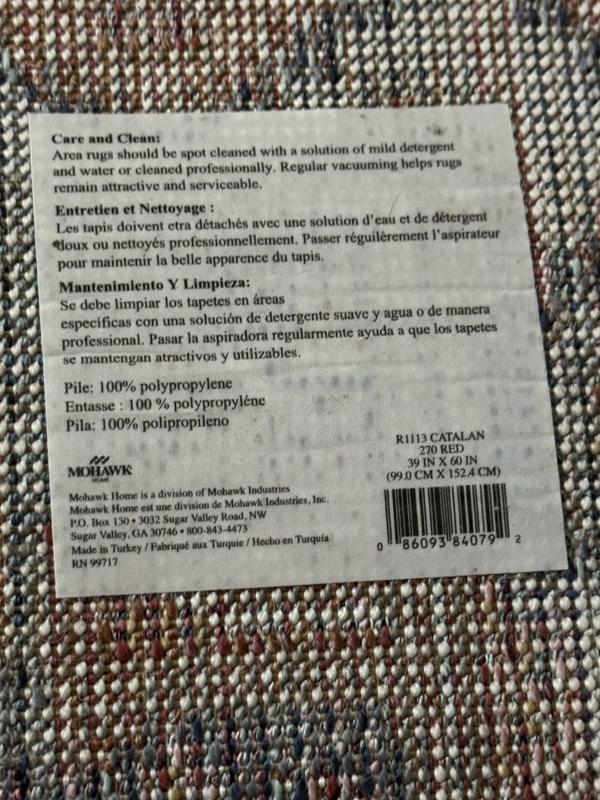 Care and Clean:
Area rugs should be spot cleaned with a solution of mild detergent
and water or cleaned professionally. Regular vacuuming helps rugs
remain attractive and serviceable.
Entretien et Nettoyage :
Les tapis doivent etra détachés avec une solution d'eau et de détergent
doux ou nettoyés professionnellement. Passer réguilèrement l'aspirateur
pour maintenir la belle apparence du tapis.
Mantenimiento Y Limpieza:
Se debe limpiar los tapetes en áreas
específicas con una solución de detergente suave y agua o de manera
professional. Pasar la aspiradora regularmente ayuda a que los tapetes
se mantengan atractivos y utilizables.
Pile: 100% polypropylene
Entasse : 100 % polypropyléne
Pila: 100% polipropileno
R1113 CATALAN
270 RED
39 IN X 60 IN
(99.0 CM X 152.4 CM)
MOHAWK
HOME
Mohawk Home is a division of Mohawk Industries
Mohawk Home est une division de Mohawk Industries, Inc.
P.O. Box 130 • 3032 Sugar Valley Road, NW
Sugar Valley, GA 30746 • 800-843-4473
Made in Turkey / Fabriqué aux Turquie / Hecho en Turquía
RN 99717
0 86093 84079 2